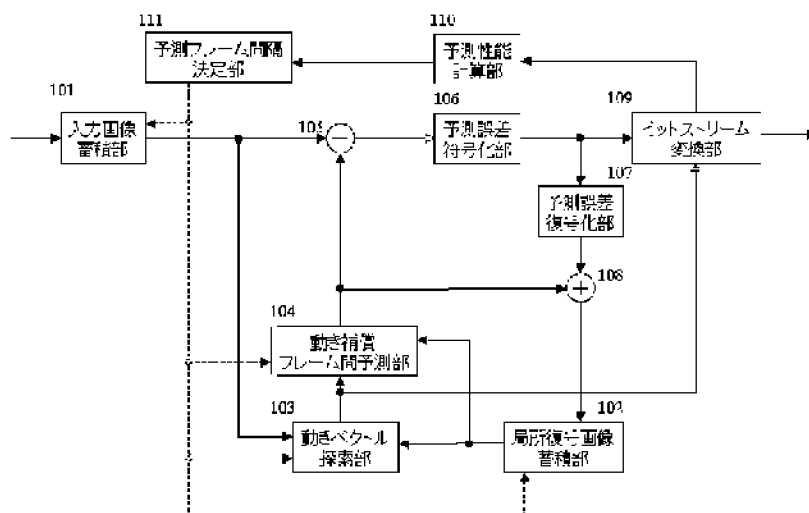 111
予測フレーム間隔
決定部
110
予測性能
計算部
101
入力画像
蓄積部
105
106
予測誤差
符号化部
109
ビットストリーム
変換部
107
予測誤差
復号化部
108
104
動き補償
フレーム間予測部
103
動きベクトル
探索部
102
局所復号画像
蓄積部